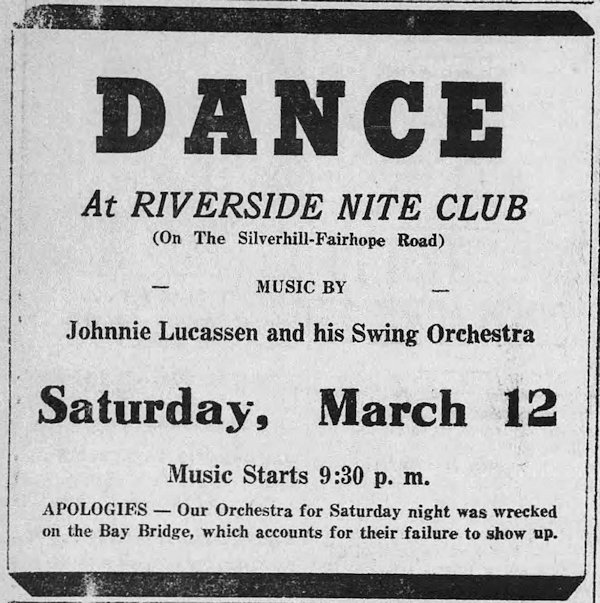 DANCE
At RIVERSIDE NITE CLUB
(On The Silverhill-Fairhope Road)
— MUSIC BY —
Johnnie Lucassen and his Swing Orchestra
Saturday, March 12
Music Starts 9:30 p. m.
APOLOGIES — Our Orchestra for Saturday night was wrecked
on the Bay Bridge, which accounts for their failure to show up.